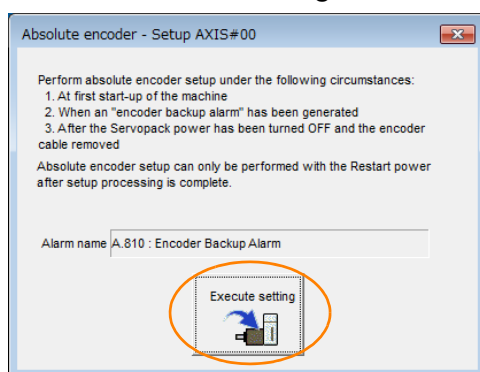 Absolute encoder - Setup AXIS#00
Perform absolute encoder setup under the following circumstances:
1. At first start-up of the machine
2. When an "encoder backup alarm" has been generated
3. After the Servopack power has been turned OFF and the encoder
cable removed
Absolute encoder setup can only be performed with the Restart power
after setup processing is complete.
Alarm name A.810 : Encoder Backup Alarm
Execute setting